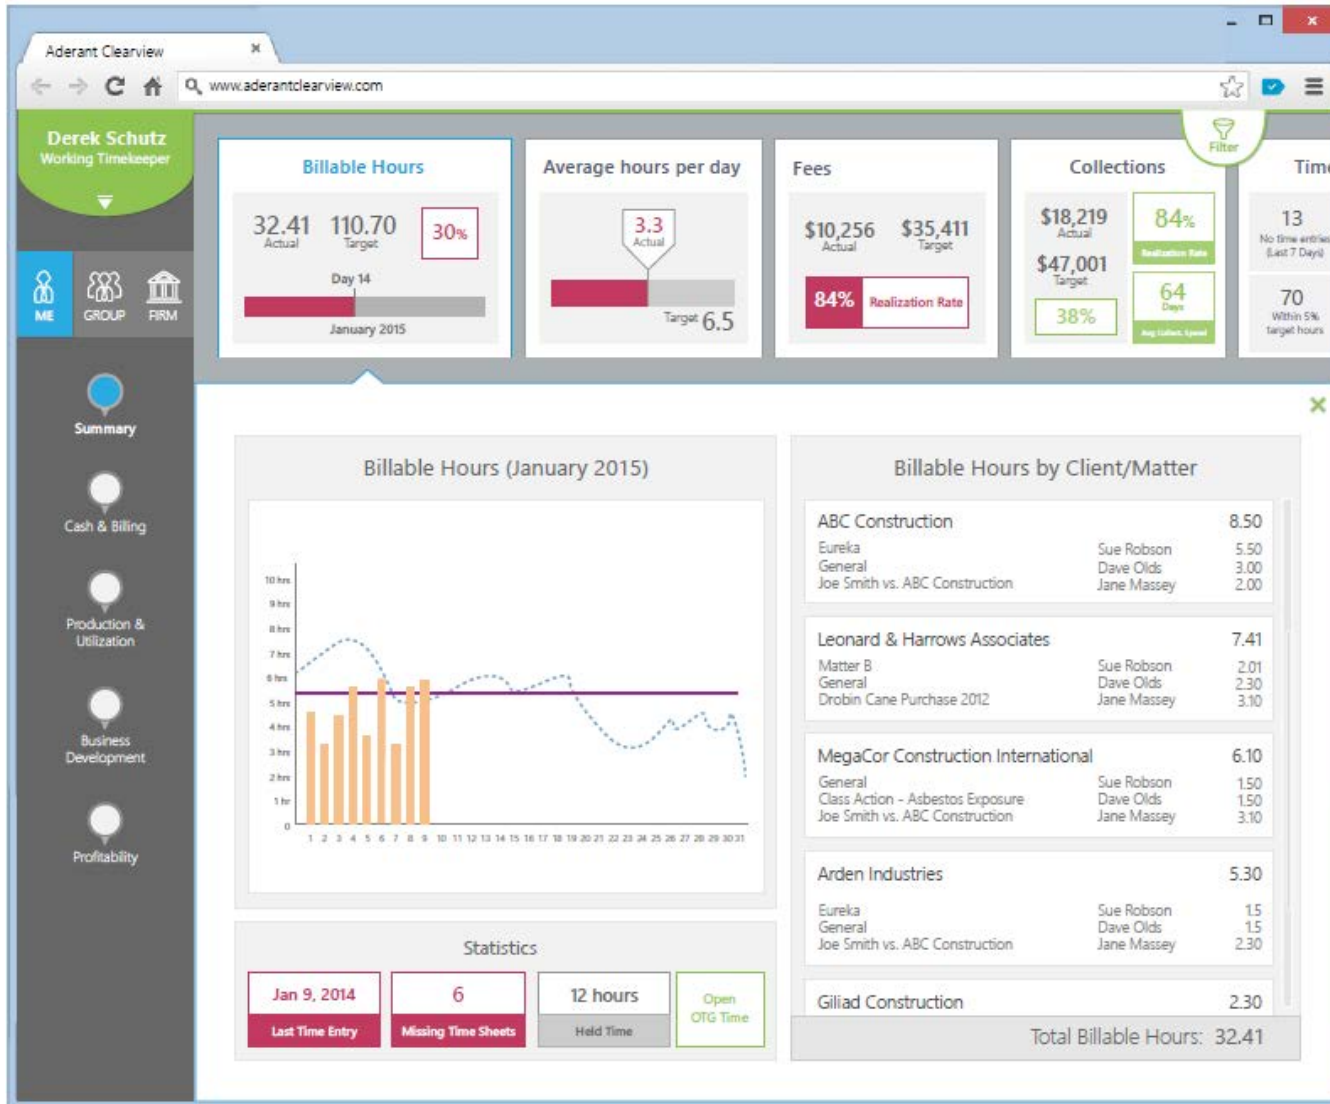 Aderant Clearview
www.aderantclearview.com
Derek Schutz
Working Timekeeper
ME
GROUP
FIRM
Summary
Cash & Billing
Production &
Utilization
Business
Development
Profitability
Filter
Billable Hours
32.41
Actual
110.70
Target
30%
Day 14
January 2015
Average hours per day
3.3
Actual
Target 6.5
Fees
$10,256
Actual
$35,411
Target
84% Realization Rate
Collections
$18,219
Actual
84%
Realization Rate
$47,001
Target
38%
64
Days
Avg Collect. Speed
Time
13
No time entries
(Last 7 Days)
70
Within 5%
target hours
Billable Hours (January 2015)
10 hrs
9 hrs
8 hrs
7 hrs
6 hrs
5 hrs
4 hrs
3 hrs
2 hrs
1 hr
0
1 2 3 4 5 6 7 8 9 10 11 12 13 14 15 16 17 18 19 20 21 22 23 24 25 26 27 28 29 30 31
Statistics
Jan 9, 2014
Last Time Entry
6
Missing Time Sheets
12 hours
Held Time
Open
OTG Time
Billable Hours by Client/Matter
ABC Construction 8.50
Eureka Sue Robson 5.50
General Dave Olds 3.00
Joe Smith vs. ABC Construction Jane Massey 2.00
Leonard & Harrows Associates 7.41
Matter B Sue Robson 2.01
General Dave Olds 2.30
Drobin Cane Purchase 2012 Jane Massey 3.10
MegaCor Construction International 6.10
General Sue Robson 1.50
Class Action - Asbestos Exposure Dave Olds 1.50
Joe Smith vs. ABC Construction Jane Massey 3.10
Arden Industries 5.30
Eureka Sue Robson 1.5
General Dave Olds 1.5
Joe Smith vs. ABC Construction Jane Massey 2.30
Giliad Construction 2.30
Total Billable Hours: 32.41